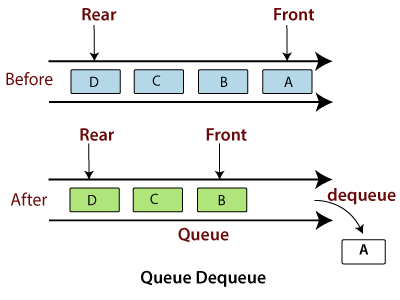 Rear Front
Before D C B A
Rear Front
After D C B dequeue
Queue
A
Queue Dequeue